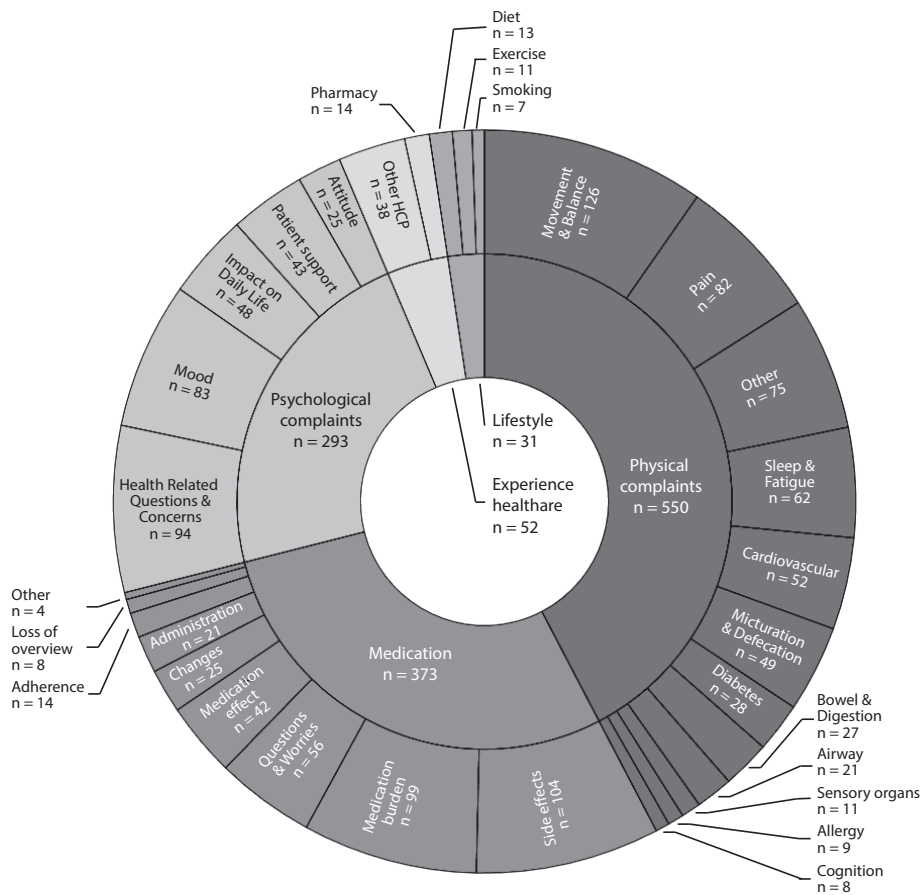 Diet
n = 13
Exercise
n = 11
Smoking
n = 7
Pharmacy
n = 14
Other HCP
n = 38
Attitude
n = 25
Patient support
n = 43
Impact on
Daily Life
n = 48
Mood
n = 83
Health Related
Questions &
Concerns
n = 94
Psychological
complaints
n = 293
Lifestyle
n = 31
Experience
healthare
n = 52
Physical
complaints
n = 550
Medication
n = 373
Movement
& Balance
n = 126
Pain
n = 82
Other
n = 75
Sleep &
Fatigue
n = 62
Cardiovascular
n = 52
Micturation
& Defecation
n = 49
Diabetes
n = 28
Bowel &
Digestion
n = 27
Airway
n = 21
Sensory organs
n = 11
Allergy
n = 9
Cognition
n = 8
Side effects
n = 104
Medication
burden
n = 99
Questions
& Worries
n = 56
Medication
effect
n = 42
Changes
n = 25
Administration
n = 21
Adherence
n = 14
Loss of
overview
n = 8
Other
n = 4